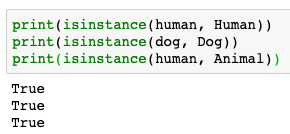 print(isinstance(human, Human))
print(isinstance(dog, Dog))
print(isinstance(human, Animal))
True
True
True